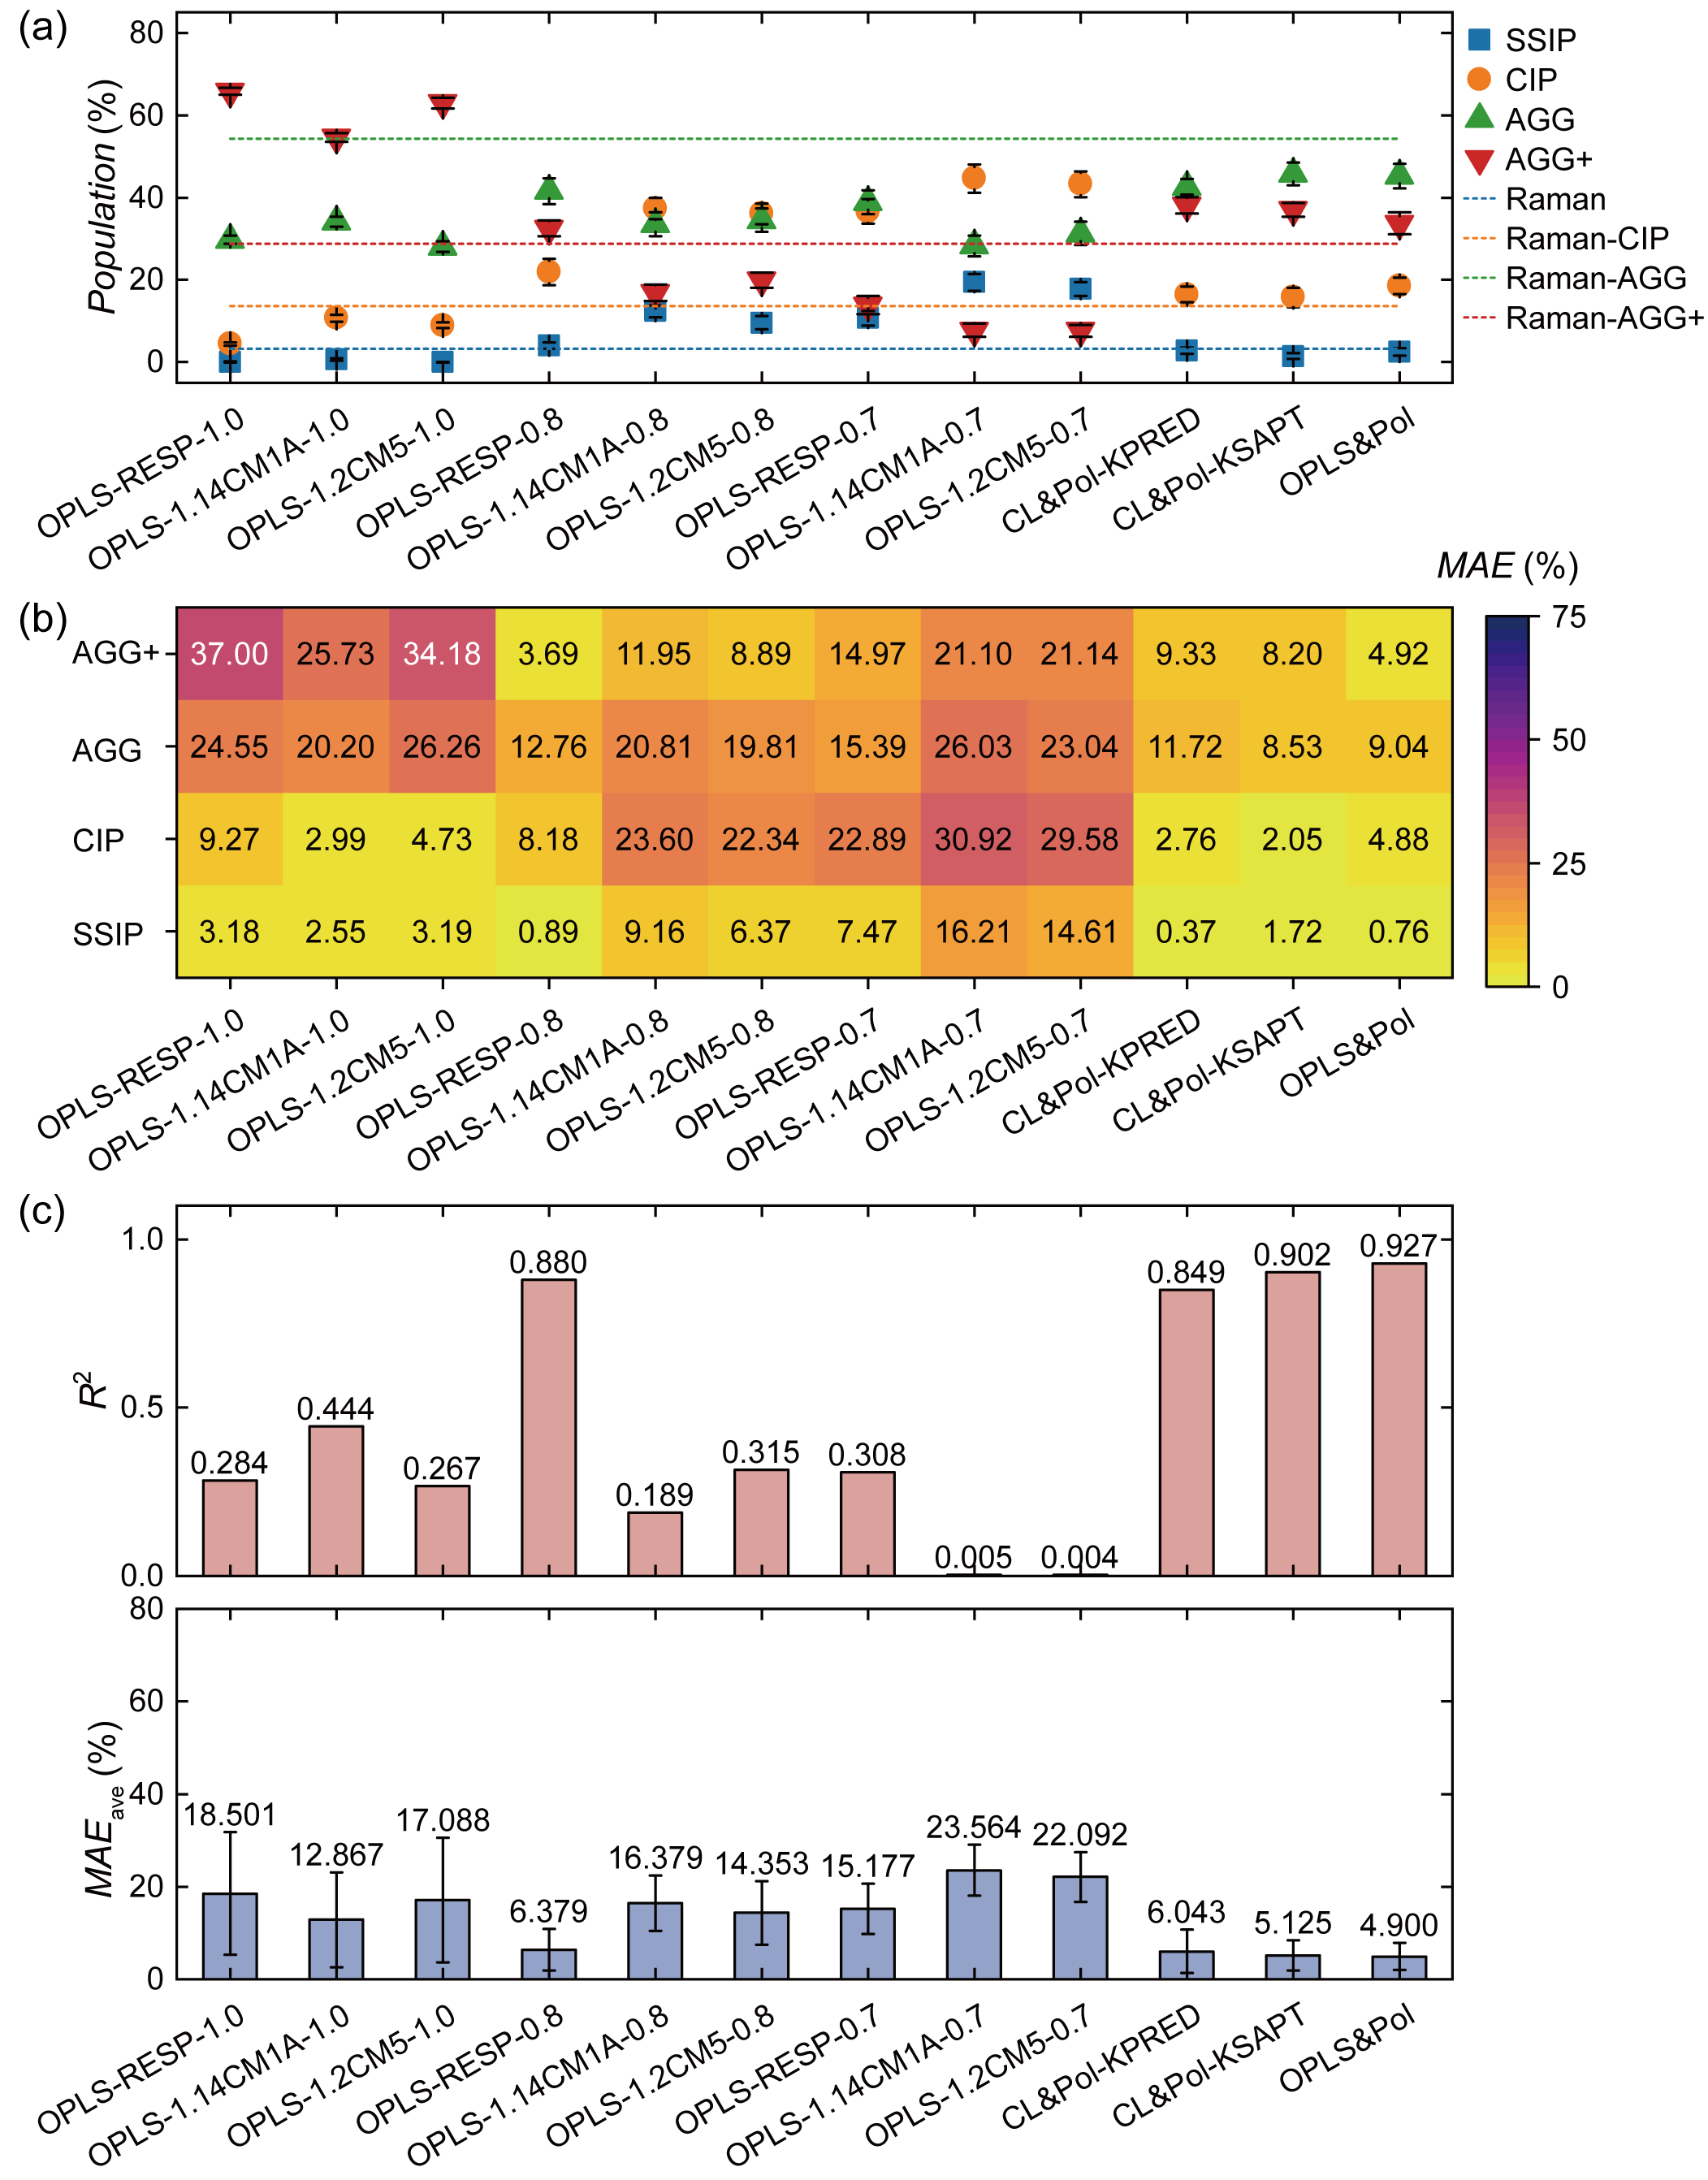 (a)
Population (%)
80
60
40
20
0
SSIP
CIP
AGG
AGG+
Raman
Raman-CIP
Raman-AGG
Raman-AGG+
OPLS-RESP-1.0
OPLS-1.14CM1A-1.0
OPLS-1.2CM5-1.0
OPLS-RESP-0.8
OPLS-1.14CM1A-0.8
OPLS-1.2CM5-0.8
OPLS-RESP-0.7
OPLS-1.14CM1A-0.7
OPLS-1.2CM5-0.7
CL&Pol-KPRED
CL&Pol-KSAPT
OPLS&Pol
(b)
MAE (%)
75
50
25
0
AGG+ 37.00 25.73 34.18 3.69 11.95 8.89 14.97 21.10 21.14 9.33 8.20 4.92
AGG 24.55 20.20 26.26 12.76 20.81 19.81 15.39 26.03 23.04 11.72 8.53 9.04
CIP 9.27 2.99 4.73 8.18 23.60 22.34 22.89 30.92 29.58 2.76 2.05 4.88
SSIP 3.18 2.55 3.19 0.89 9.16 6.37 7.47 16.21 14.61 0.37 1.72 0.76
OPLS-RESP-1.0
OPLS-1.14CM1A-1.0
OPLS-1.2CM5-1.0
OPLS-RESP-0.8
OPLS-1.14CM1A-0.8
OPLS-1.2CM5-0.8
OPLS-RESP-0.7
OPLS-1.14CM1A-0.7
OPLS-1.2CM5-0.7
CL&Pol-KPRED
CL&Pol-KSAPT
OPLS&Pol
(c)
R²
1.0
0.5
0.0
0.284 0.444 0.267 0.880 0.189 0.315 0.308 0.005 0.004 0.849 0.902 0.927
MAE ave (%)
80
60
40
20
0
18.501 12.867 17.088 6.379 16.379 14.353 15.177 23.564 22.092 6.043 5.125 4.900
OPLS-RESP-1.0
OPLS-1.14CM1A-1.0
OPLS-1.2CM5-1.0
OPLS-RESP-0.8
OPLS-1.14CM1A-0.8
OPLS-1.2CM5-0.8
OPLS-RESP-0.7
OPLS-1.14CM1A-0.7
OPLS-1.2CM5-0.7
CL&Pol-KPRED
CL&Pol-KSAPT
OPLS&Pol